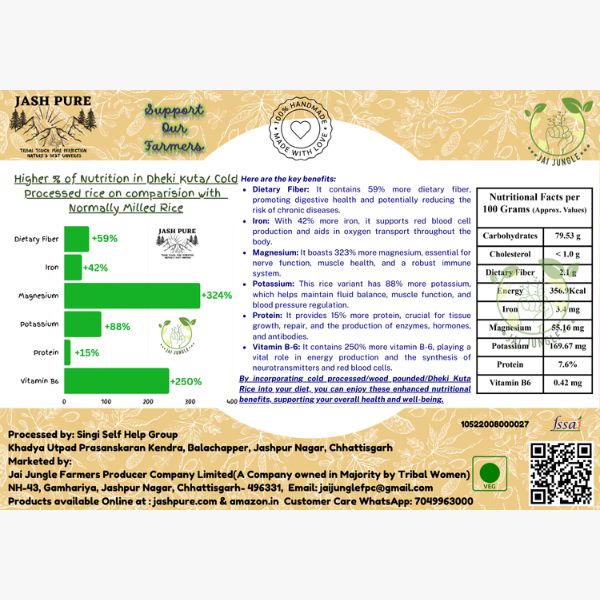 JASH PURE
TRIBAL TOUCH, PURE PERFECTION
NATURE'S BEST UNVEILED
Support
Our
Farmers
100% HANDMADE
MADE WITH LOVE
JAI JUNGLE
Higher % of Nutrition in Dheki Kuta/ Cold
Processed rice on comparision with
Normally Milled Rice
Dietary Fiber +59%
Iron +42%
Magnesium +324%
Potassium +88%
Protein +15%
Vitamin B6 +250%
0 100 200 300 400
JASH PURE
JAI JUNGLE
Here are the key benefits:
• Dietary Fiber: It contains 59% more dietary fiber,
promoting digestive health and potentially reducing the
risk of chronic diseases.
• Iron: With 42% more iron, it supports red blood cell
production and aids in oxygen transport throughout the
body.
• Magnesium: It boasts 323% more magnesium, essential for
nerve function, muscle health, and a robust immune
system.
• Potassium: This rice variant has 88% more potassium,
which helps maintain fluid balance, muscle function, and
blood pressure regulation.
• Protein: It provides 15% more protein, crucial for tissue
growth, repair, and the production of enzymes, hormones,
and antibodies.
• Vitamin B-6: It contains 250% more vitamin B-6, playing a
vital role in energy production and the synthesis of
neurotransmitters and red blood cells.
By incorporating cold processed/wood pounded/Dheki Kuta
Rice into your diet, you can enjoy these enhanced nutritional
benefits, supporting your overall health and well-being.
Nutritional Facts per
100 Grams (Approx. Values)
Carbohydrates 79.53 g
Cholesterol < 1.0 g
Dietary Fiber 2.1 g
Energy 356.9Kcal
Iron 3.4 mg
Magnesium 55.16 mg
Potassium 169.67 mg
Protein 7.6%
Vitamin B6 0.42 mg
JAI JUNGLE
10522008000027
fssai
Processed by: Singi Self Help Group
Khadya Utpad Prasanskaran Kendra, Balachapper, Jashpur Nagar, Chhattisgarh
Marketed by:
Jai Jungle Farmers Producer Company Limited(A Company owned in Majority by Tribal Women)
NH-43, Gamhariya, Jashpur Nagar, Chhattisgarh- 496331, Email: jaijunglefpc@gmail.com
Products available Online at : jashpure.com & amazon.in Customer Care WhatsApp: 7049963000
VEG